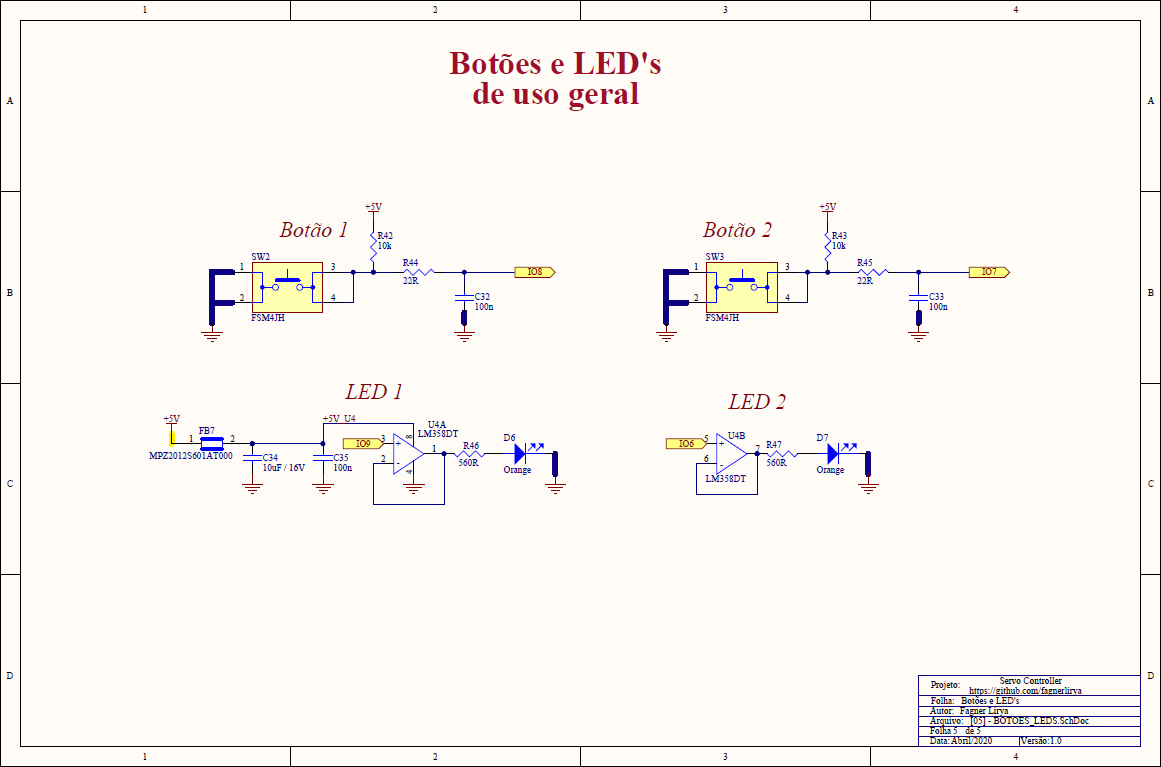 1 2 3 4
Botões e LED's
de uso geral
A A
Botão 1
+5V
R42
10k
SW2
1
2
3
4
FSM4JH
R44
22R
C32
100n
IO8
Botão 2
+5V
R43
10k
SW3
1
2
3
4
FSM4JH
R45
22R
C33
100n
IO7
B B
LED 1
+5V
FB7
1 2
MPZ2012S601AT000
C34
10uF / 16V
+5V_U4
C35
100n
IO9
3
2
+
-
8
4
1
U4A
LM358DT
R46
560R
D6
Orange
LED 2
IO6
5
6
+
-
7
U4B
LM358DT
R47
560R
D7
Orange
C C
D D
Projeto: Servo Controller
https://github.com/fagnerlirya
Folha: Botões e LED's
Autor: Fagner Lirya
Arquivo: [05] - BOTOES_LEDS.SchDoc
Folha 5 de 5
Data: Abril/2020 Versão:1.0
1 2 3 4